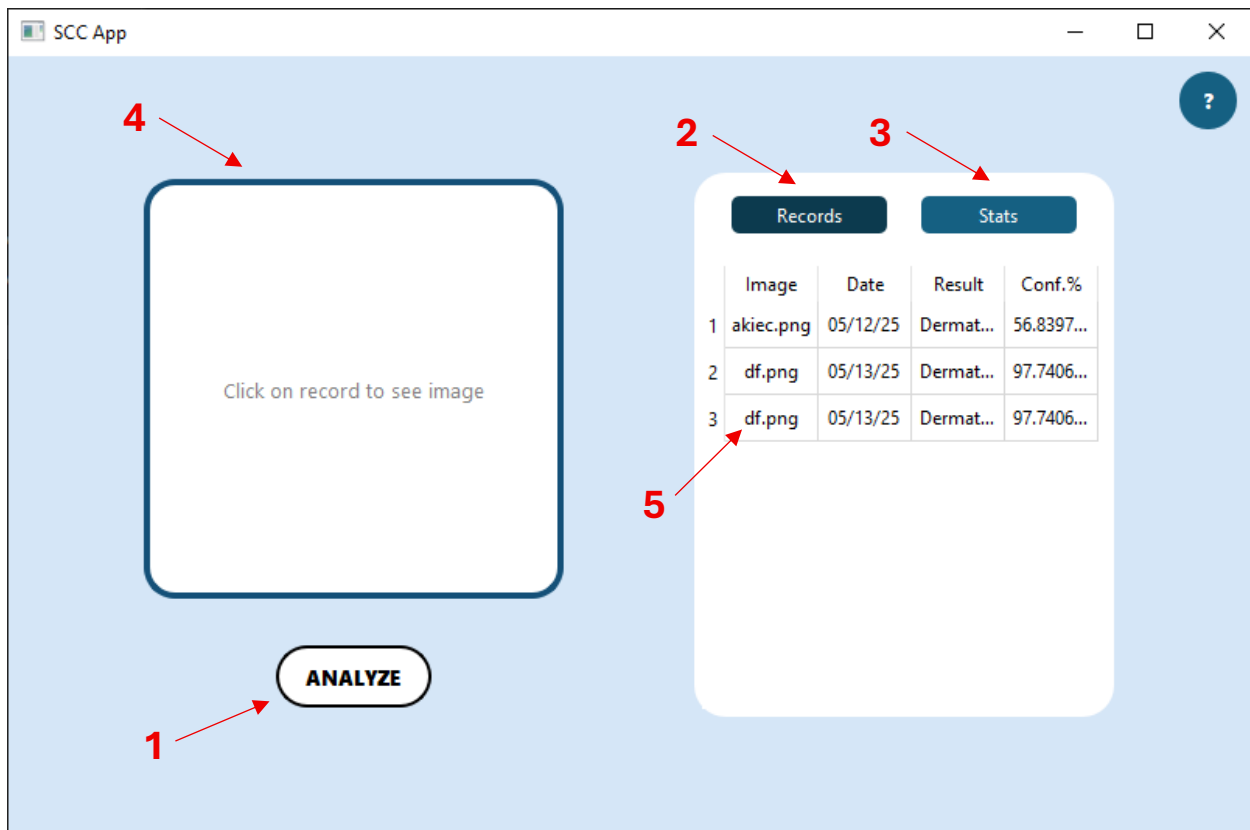 SCC App
?
4
2
3
Records Stats
Image Date Result Conf.%
1 akiec.png 05/12/25 Dermat... 56.8397...
2 df.png 05/13/25 Dermat... 97.7406...
3 df.png 05/13/25 Dermat... 97.7406...
Click on record to see image
5
ANALYZE
1